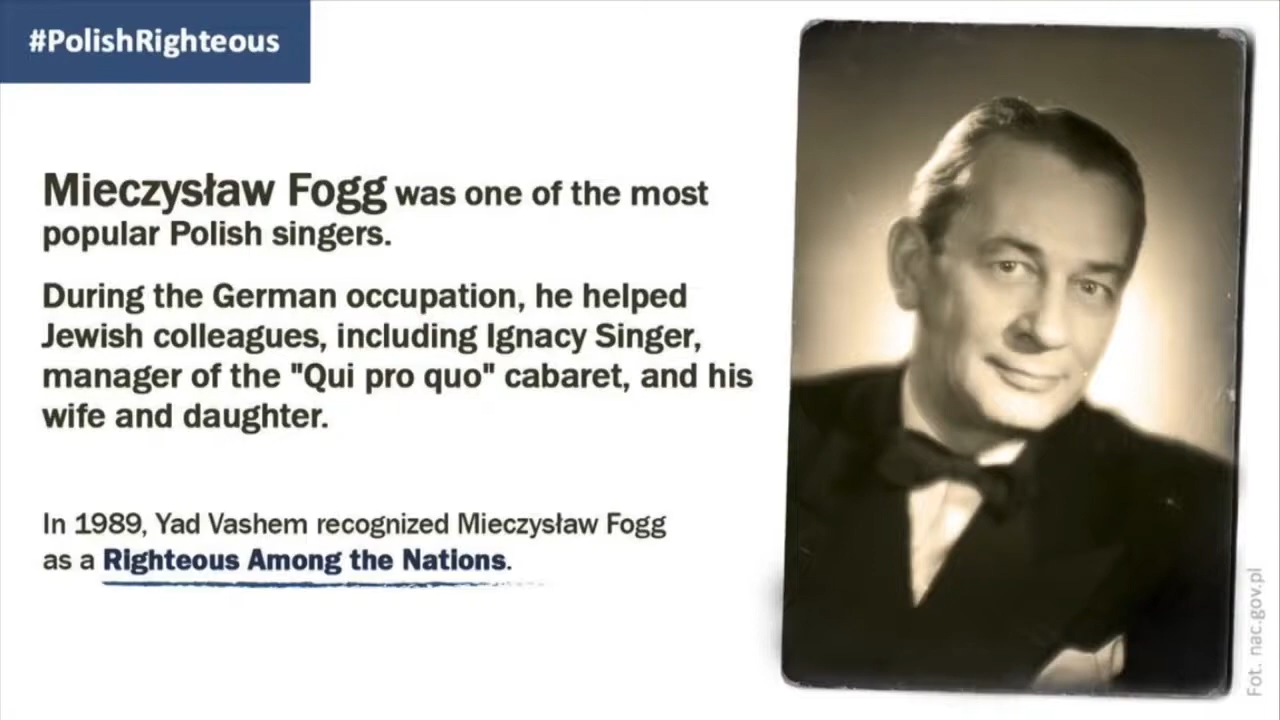 #PolishRighteous
Mieczysław Fogg was one of the most
popular Polish singers.
During the German occupation, he helped
Jewish colleagues, including Ignacy Singer,
manager of the "Qui pro quo" cabaret, and his
wife and daughter.
In 1989, Yad Vashem recognized Mieczysław Fogg
as a Righteous Among the Nations.
Fot. nac.gov.pl